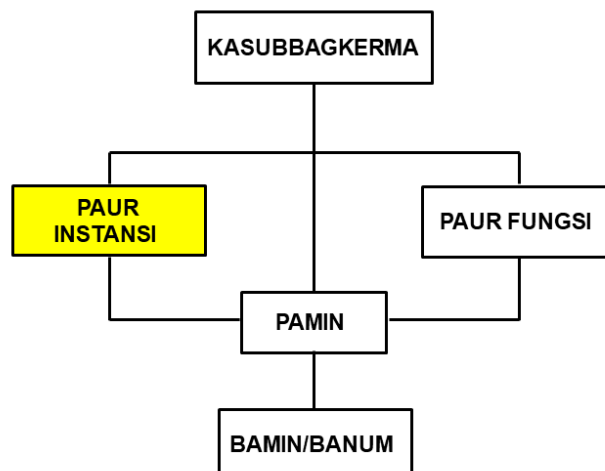 KASUBBAGKERMA
PAUR
INSTANSI
PAUR FUNGSI
PAMIN
BAMIN/BANUM